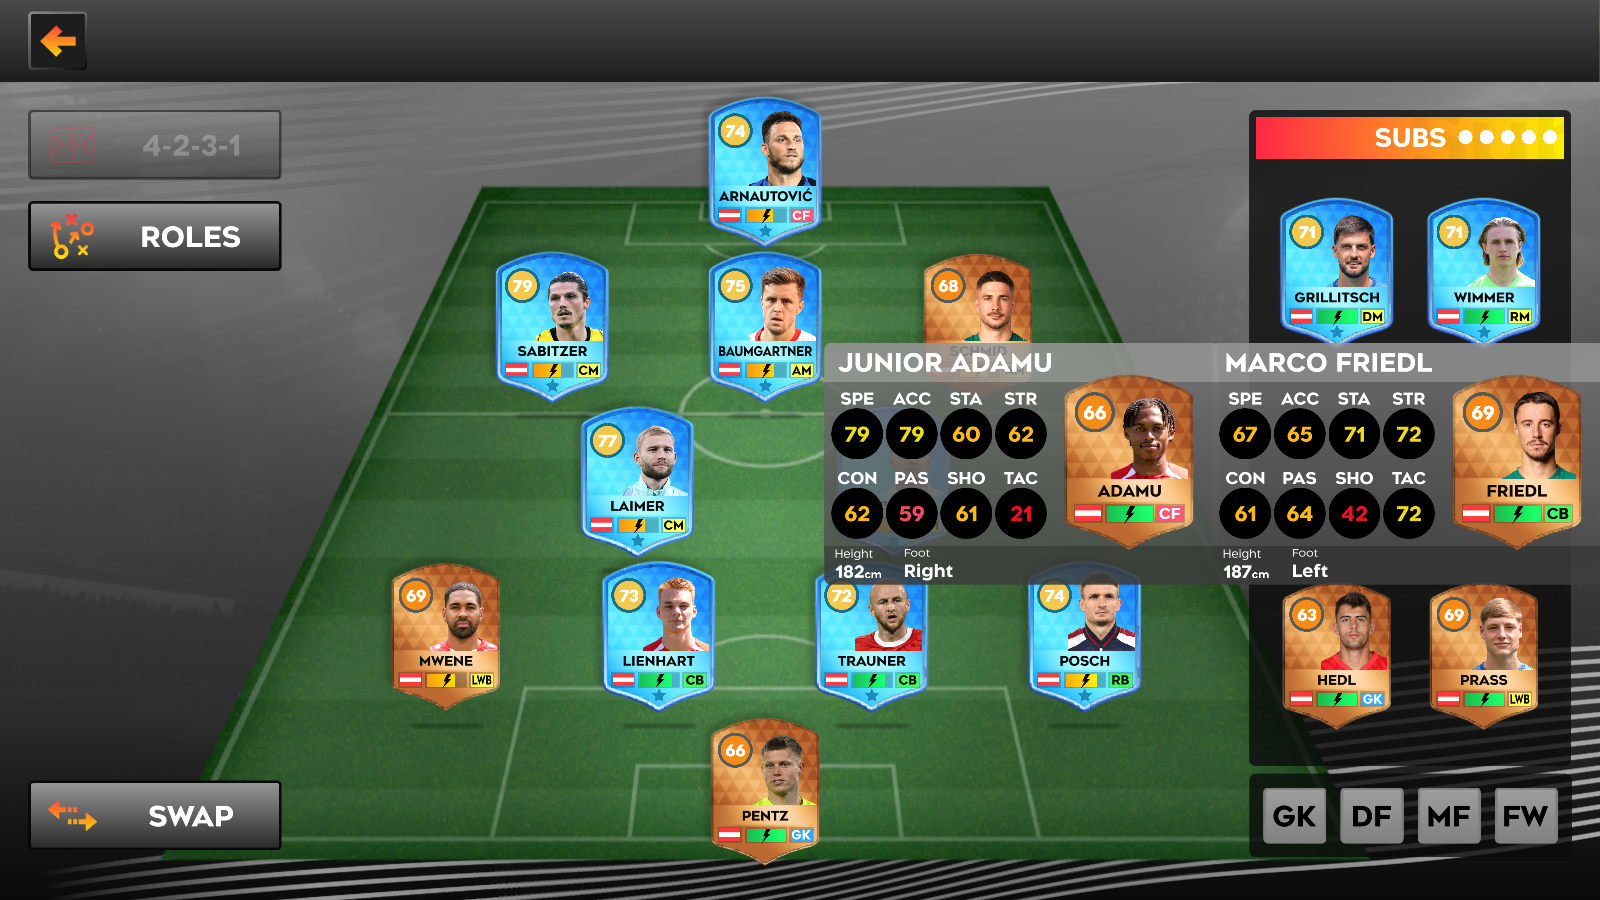 4-2-3-1
ROLES
SWAP
74
ARNAUTOVIĆ
CF
79
SABITZER
CM
75
BAUMGARTNER
AM
68
SCHMID
77
LAIMER
CM
69
MWENE
LWB
73
LIENHART
CB
72
TRAUNER
CB
74
POSCH
RB
66
PENTZ
GK
SUBS
71
GRILLITSCH
DM
71
WIMMER
RM
JUNIOR ADAMU
SPE ACC STA STR
79 79 60 62
CON PAS SHO TAC
62 59 61 21
Height Foot
182cm Right
66
ADAMU
CF
MARCO FRIEDL
SPE ACC STA STR
67 65 71 72
CON PAS SHO TAC
61 64 42 72
Height Foot
187cm Left
69
FRIEDL
CB
63
HEDL
GK
69
PRASS
LWB
GK DF MF FW